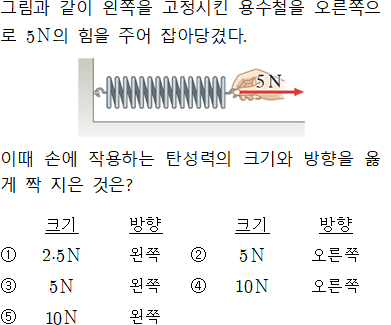 그림과 같이 왼쪽을 고정시킨 용수철을 오른쪽으
로 5N의 힘을 주어 잡아당겼다.
5 N
이때 손에 작용하는 탄성력의 크기와 방향을 옳
게 짝 지은 것은?
크기 방향 크기 방향
① 2.5N 왼쪽 ② 5N 오른쪽
③ 5N 왼쪽 ④ 10N 오른쪽
⑤ 10N 왼쪽